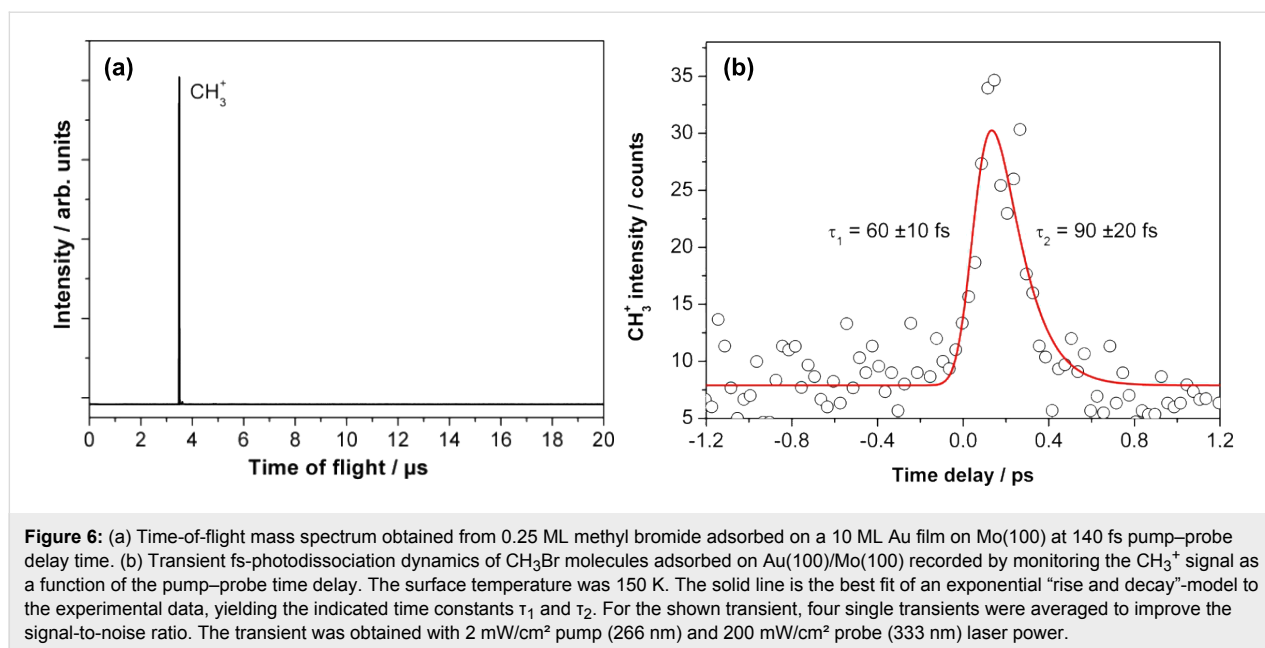 (a)
CH₃⁺
Intensity / arb. units
0 2 4 6 8 10 12 14 16 18 20
Time of flight / µs
(b)
35
30
25
20
15
10
5
CH₃⁺ intensity / counts
τ₁ = 60 ±10 fs
τ₂ = 90 ±20 fs
-1.2 -0.8 -0.4 0.0 0.4 0.8 1.2
Time delay / ps
Figure 6: (a) Time-of-flight mass spectrum obtained from 0.25 ML methyl bromide adsorbed on a 10 ML Au film on Mo(100) at 140 fs pump–probe
delay time. (b) Transient fs-photodissociation dynamics of CH₃Br molecules adsorbed on Au(100)/Mo(100) recorded by monitoring the CH₃⁺ signal as
a function of the pump–probe time delay. The surface temperature was 150 K. The solid line is the best fit of an exponential “rise and decay”-model to
the experimental data, yielding the indicated time constants τ₁ and τ₂. For the shown transient, four single transients were averaged to improve the
signal-to-noise ratio. The transient was obtained with 2 mW/cm² pump (266 nm) and 200 mW/cm² probe (333 nm) laser power.